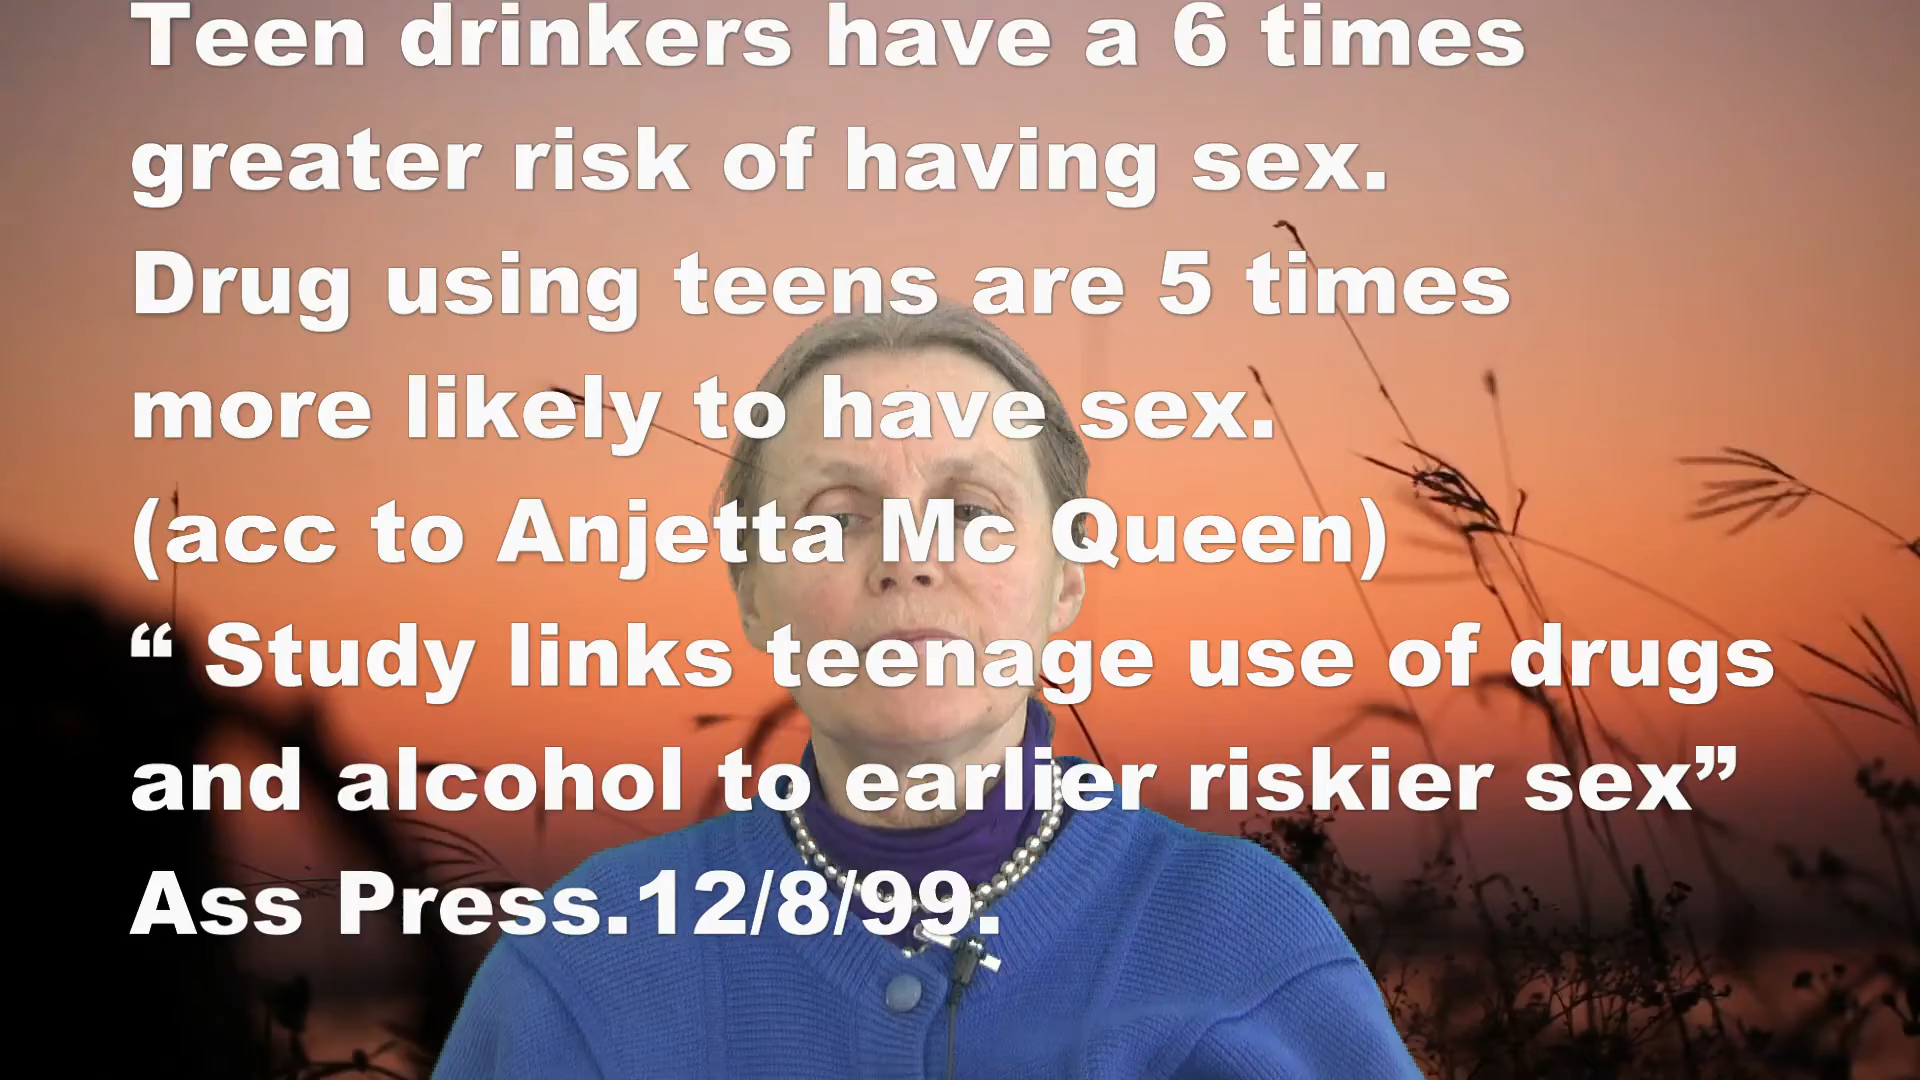 Teen drinkers have a 6 times
greater risk of having sex.
Drug using teens are 5 times
more likely to have sex.
(acc to Anjetta Mc Queen)
“ Study links teenage use of drugs
and alcohol to earlier riskier sex”
Ass Press.12/8/99.